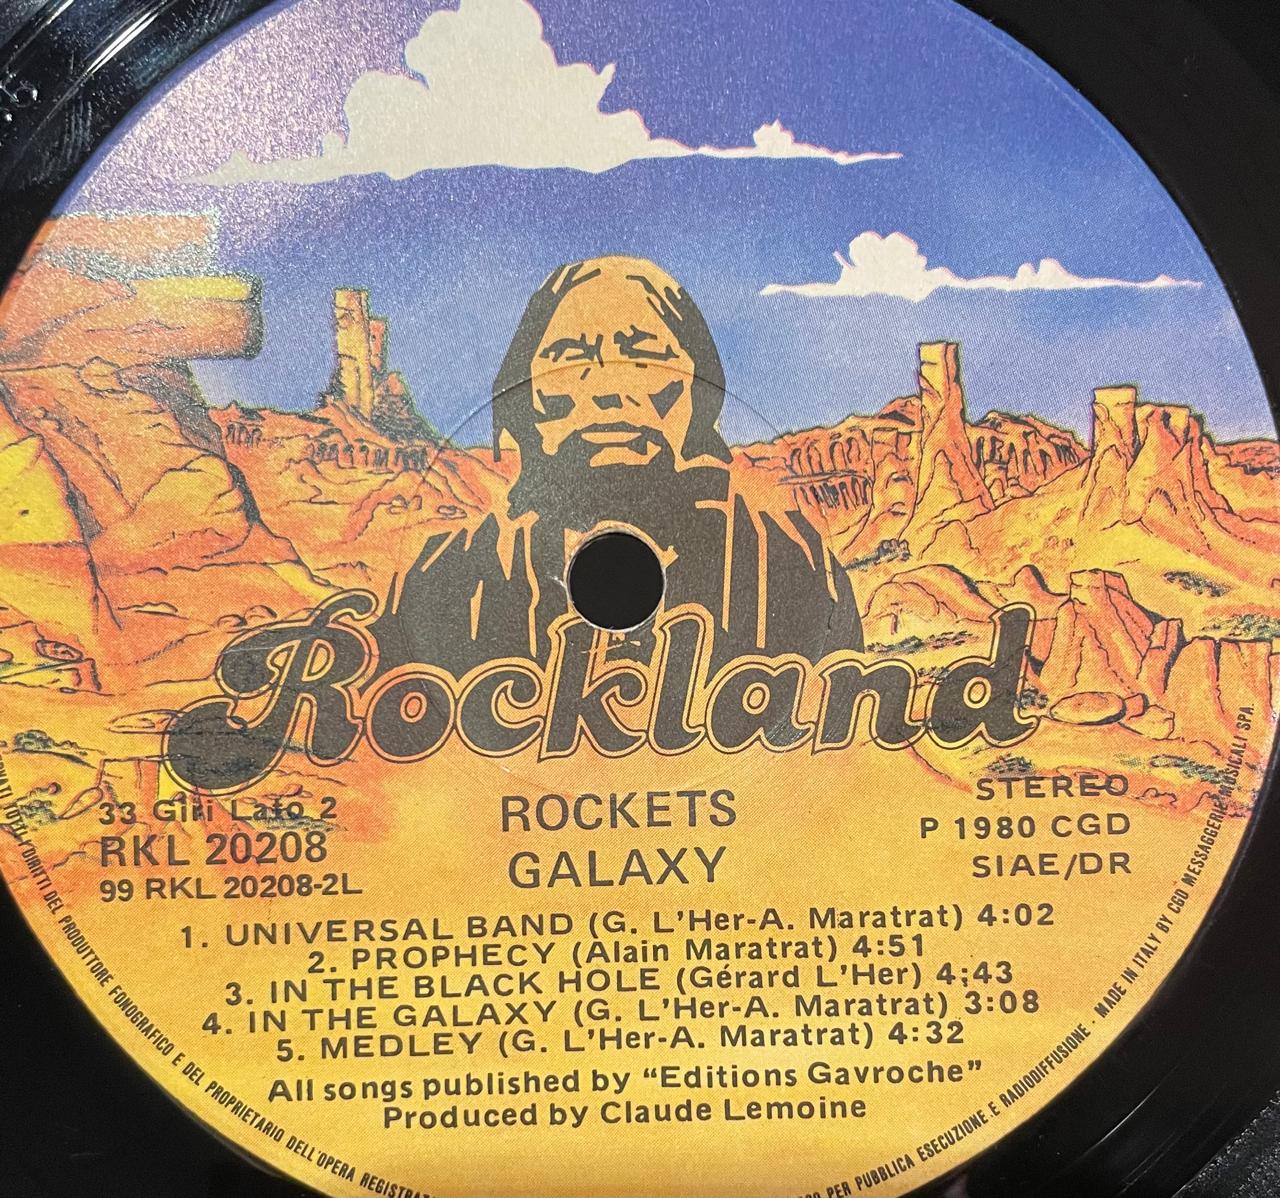 Rockland
33 Giri Lato 2
RKL 20208
99 RKL 20208-2L
ROCKETS
GALAXY
STEREO
P 1980 CGD
SIAE/DR
1. UNIVERSAL BAND (G. L'Her-A. Maratrat) 4:02
2. PROPHECY (Alain Maratrat) 4:51
3. IN THE BLACK HOLE (Gérard L'Her) 4;43
4. IN THE GALAXY (G. L'Her-A. Maratrat) 3:08
5. MEDLEY (G. L'Her-A. Maratrat) 4:32
All songs published by “Editions Gavroche”
Produced by Claude Lemoine
DIRITTI DEL PRODUTTORE FONOGRAFICO E DEL PROPRIETARIO DELL'OPERA
PER PUBBLICA ESECUZIONE E RADIODIFFUSIONE · MADE IN ITALY BY CGD MESSAGGERIE MUSICALI SPA.